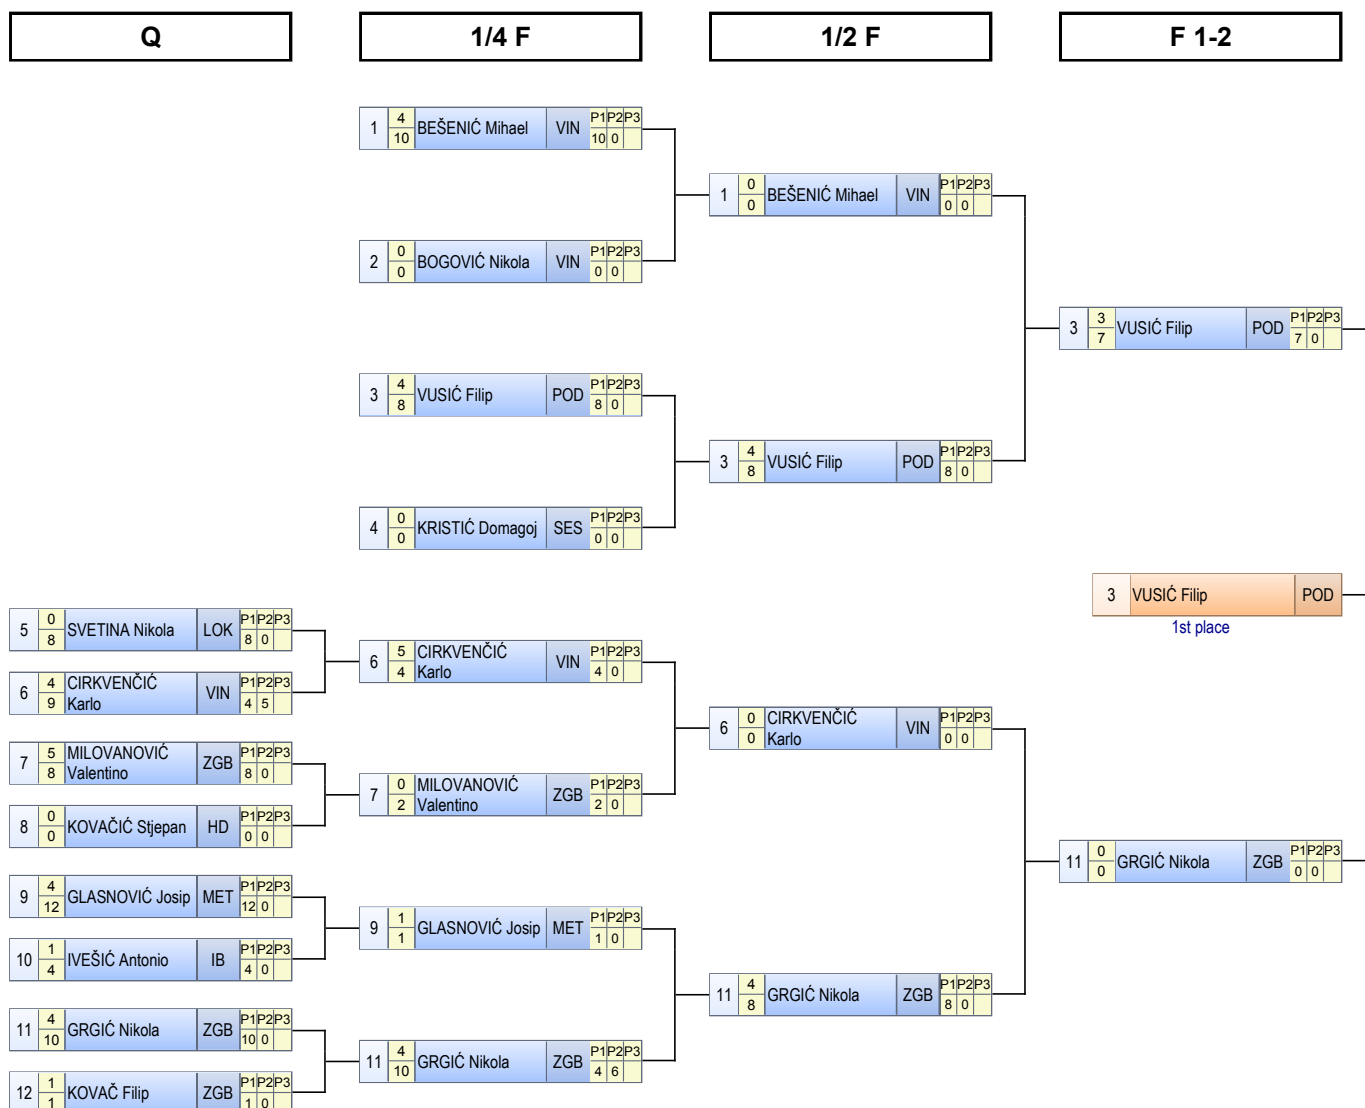 Q 1/4 F 1/2 F F 1-2
1 4 10 BEŠENIĆ Mihael VIN P1 P2 P3 10 0
2 0 0 BOGOVIĆ Nikola VIN P1 P2 P3 0 0
3 4 8 VUSIĆ Filip POD P1 P2 P3 8 0
4 0 0 KRISTIĆ Domagoj SES P1 P2 P3 0 0
1 0 0 BEŠENIĆ Mihael VIN P1 P2 P3 0 0
3 4 8 VUSIĆ Filip POD P1 P2 P3 8 0
3 3 7 VUSIĆ Filip POD P1 P2 P3 7 0
3 VUSIĆ Filip POD
1st place
5 0 8 SVETINA Nikola LOK P1 P2 P3 8 0
6 4 9 CIRKVENČIĆ
Karlo VIN P1 P2 P3 4 5
7 5 8 MILOVANOVIĆ
Valentino ZGB P1 P2 P3 8 0
8 0 0 KOVAČIĆ Stjepan HD P1 P2 P3 0 0
9 4 12 GLASNOVIĆ Josip MET P1 P2 P3 12 0
10 1 4 IVEŠIĆ Antonio IB P1 P2 P3 4 0
11 4 10 GRGIĆ Nikola ZGB P1 P2 P3 10 0
12 1 1 KOVAČ Filip ZGB P1 P2 P3 1 0
6 5 4 CIRKVENČIĆ
Karlo VIN P1 P2 P3 4 0
7 0 2 MILOVANOVIĆ
Valentino ZGB P1 P2 P3 2 0
9 1 1 GLASNOVIĆ Josip MET P1 P2 P3 1 0
11 4 10 GRGIĆ Nikola ZGB P1 P2 P3 4 6
6 0 0 CIRKVENČIĆ
Karlo VIN P1 P2 P3 0 0
11 4 8 GRGIĆ Nikola ZGB P1 P2 P3 8 0
11 0 0 GRGIĆ Nikola ZGB P1 P2 P3 0 0